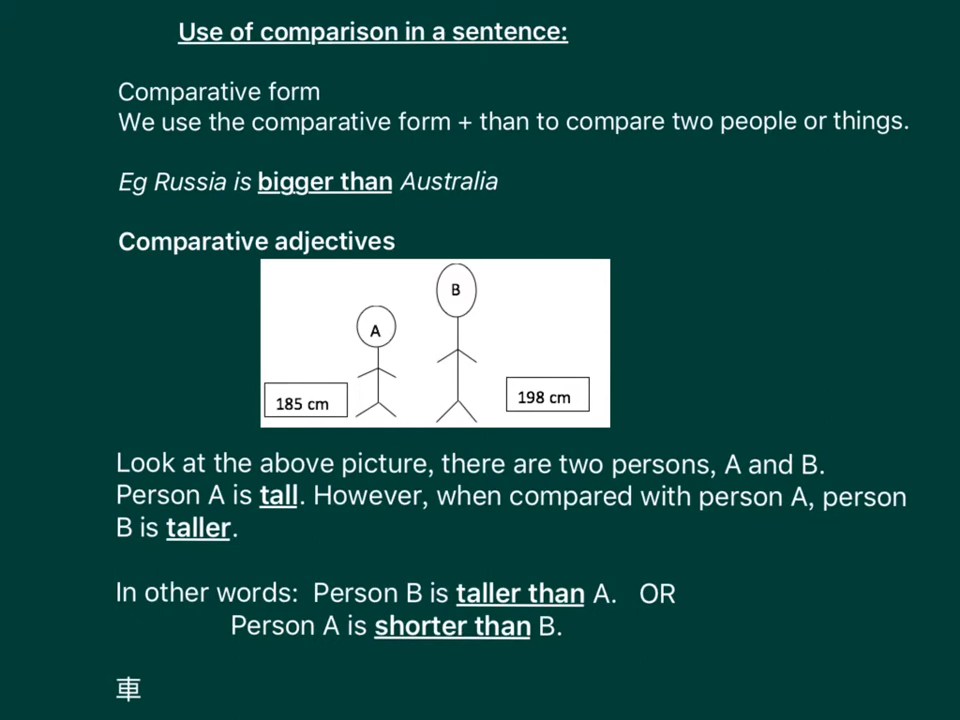 Use of comparison in a sentence:
Comparative form
We use the comparative form + than to compare two people or things.
Eg Russia is bigger than Australia
Comparative adjectives
B
A
185 cm
198 cm
Look at the above picture, there are two persons, A and B.
Person A is tall. However, when compared with person A, person
B is taller.
In other words: Person B is taller than A. OR
Person A is shorter than B.
車